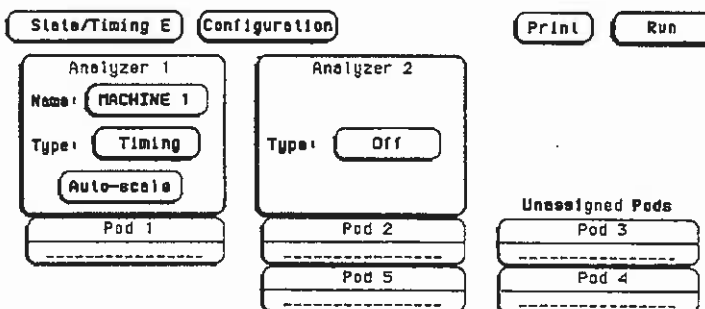 State/Timing E Configuration Print Run
Analyzer 1 Analyzer 2
Name: MACHINE 1
Type: Timing Type: Off
Auto-scale
Unassigned Pods
Pod 1 Pod 2 Pod 3
Pod 5 Pod 4